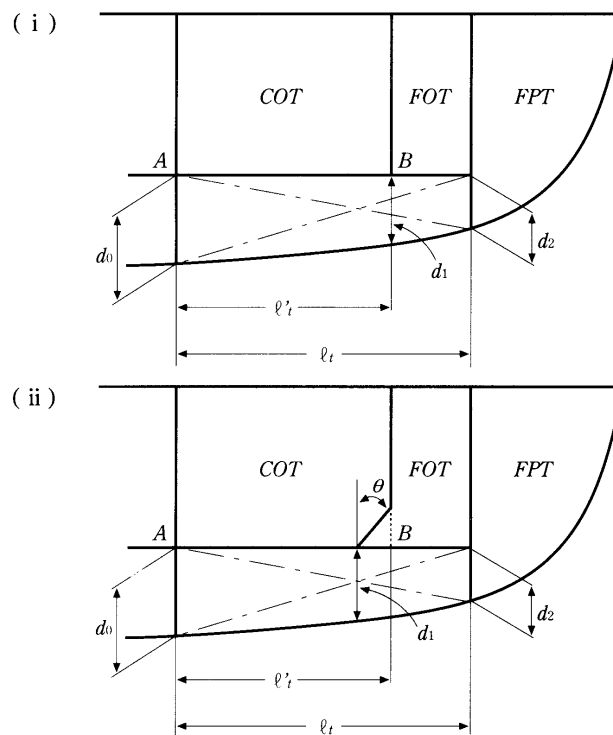 ( i )
COT FOT FPT
A B
d₀ d₁ d₂
ℓ'ₜ
ℓₜ
( ii )
COT θ FOT FPT
A B
d₀ d₁ d₂
ℓ'ₜ
ℓₜ